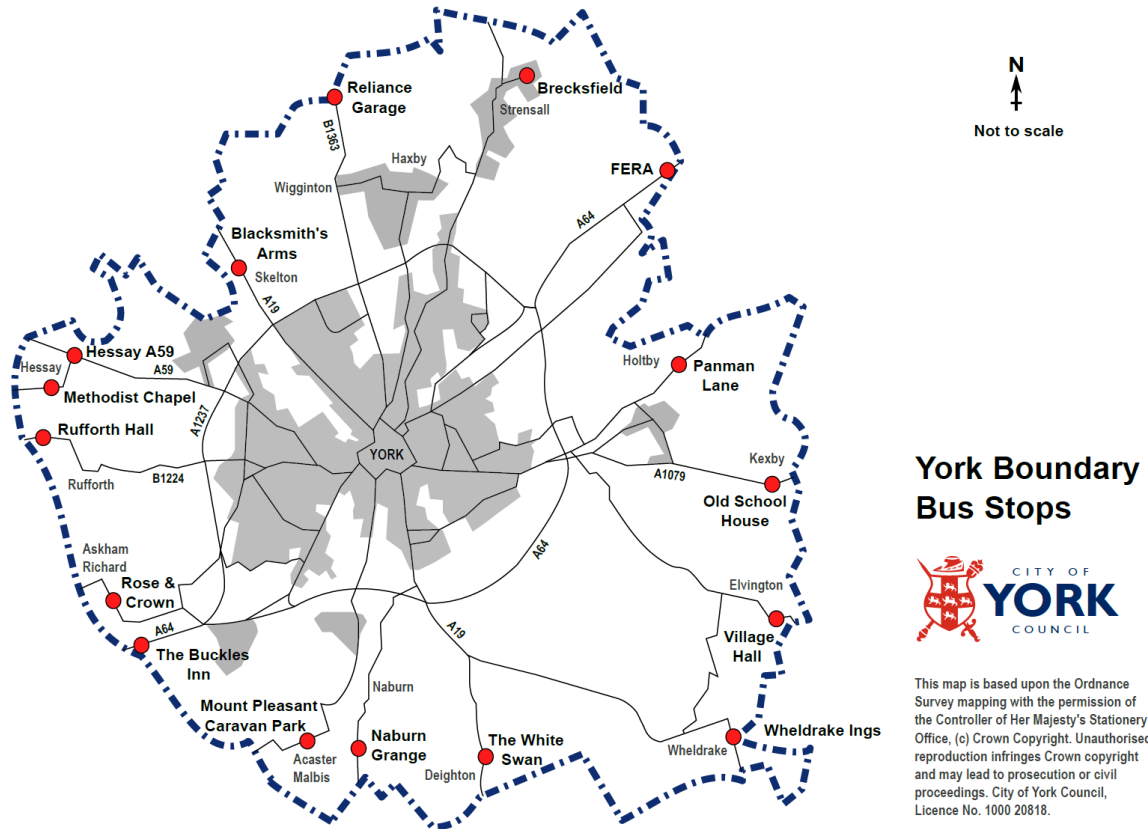 N
Not to scale
Reliance
Garage
B1363
Brecksfield
Strensall
Haxby
Wigginton
FERA
A64
Blacksmith's
Arms
Skelton
A19
Hessay A59
Hessay
A59
Methodist Chapel
Holtby
Panman
Lane
A1237
Rufforth Hall
YORK
Rufforth
B1224
Kexby
A1079
Old School
House
York Boundary
Bus Stops
Askham
Richard
Rose &
Crown
A64
A64
The Buckles
Inn
A19
Elvington
Village
Hall
CITY OF
YORK
COUNCIL
Mount Pleasant
Caravan Park
Acaster
Malbis
Naburn
Naburn
Grange
The White
Swan
Deighton
Wheldrake Ings
Wheldrake
This map is based upon the Ordnance
Survey mapping with the permission of
the Controller of Her Majesty's Stationery
Office, (c) Crown Copyright. Unauthorised
reproduction infringes Crown copyright
and may lead to prosecution or civil
proceedings. City of York Council,
Licence No. 1000 20818.